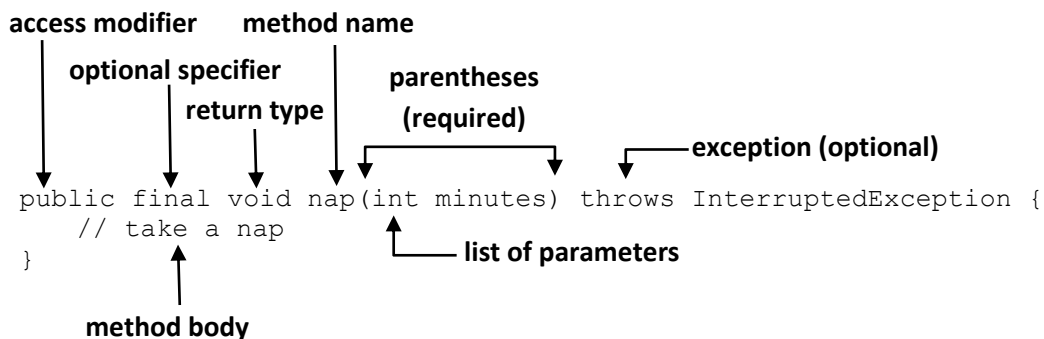 access modifier method name
optional specifier parentheses
return type (required)
exception (optional)
public final void nap(int minutes) throws InterruptedException {
// take a nap
} list of parameters
method body